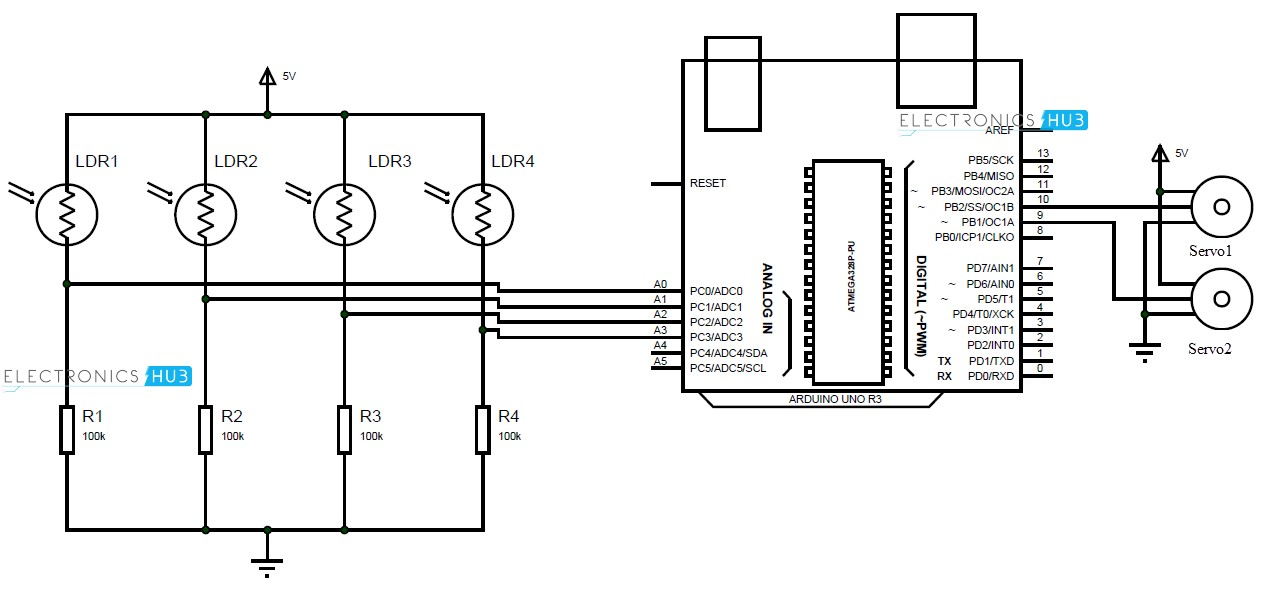 5V
LDR1
LDR2
LDR3
LDR4
R1
100k
R2
100k
R3
100k
R4
100k
ELECTRONICS HUB
ELECTRONICS HUB
AREF
RESET
PB5/SCK 13
PB4/MISO 12
~ PB3/MOSI/OC2A 11
~ PB2/SS/OC1B 10
~ PB1/OC1A 9
PB0/ICP1/CLKO 8
PD7/AIN1 7
~ PD6/AIN0 6
~ PD5/T1 5
PD4/T0/XCK 4
~ PD3/INT1 3
PD2/INT0 2
TX PD1/TXD 1
RX PD0/RXD 0
A0 PC0/ADC0
A1 PC1/ADC1
A2 PC2/ADC2
A3 PC3/ADC3
A4 PC4/ADC4/SDA
A5 PC5/ADC5/SCL
ANALOG IN
ATMEGA328P-PU
DIGITAL (~PWM)
ARDUINO UNO R3
5V
Servo1
Servo2